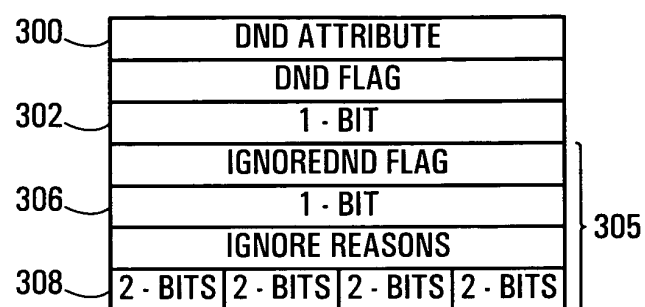 300 DND ATTRIBUTE
DND FLAG
302 1 - BIT
IGNOREDND FLAG
306 1 - BIT
305
IGNORE REASONS
308 2 - BITS 2 - BITS 2 - BITS 2 - BITS